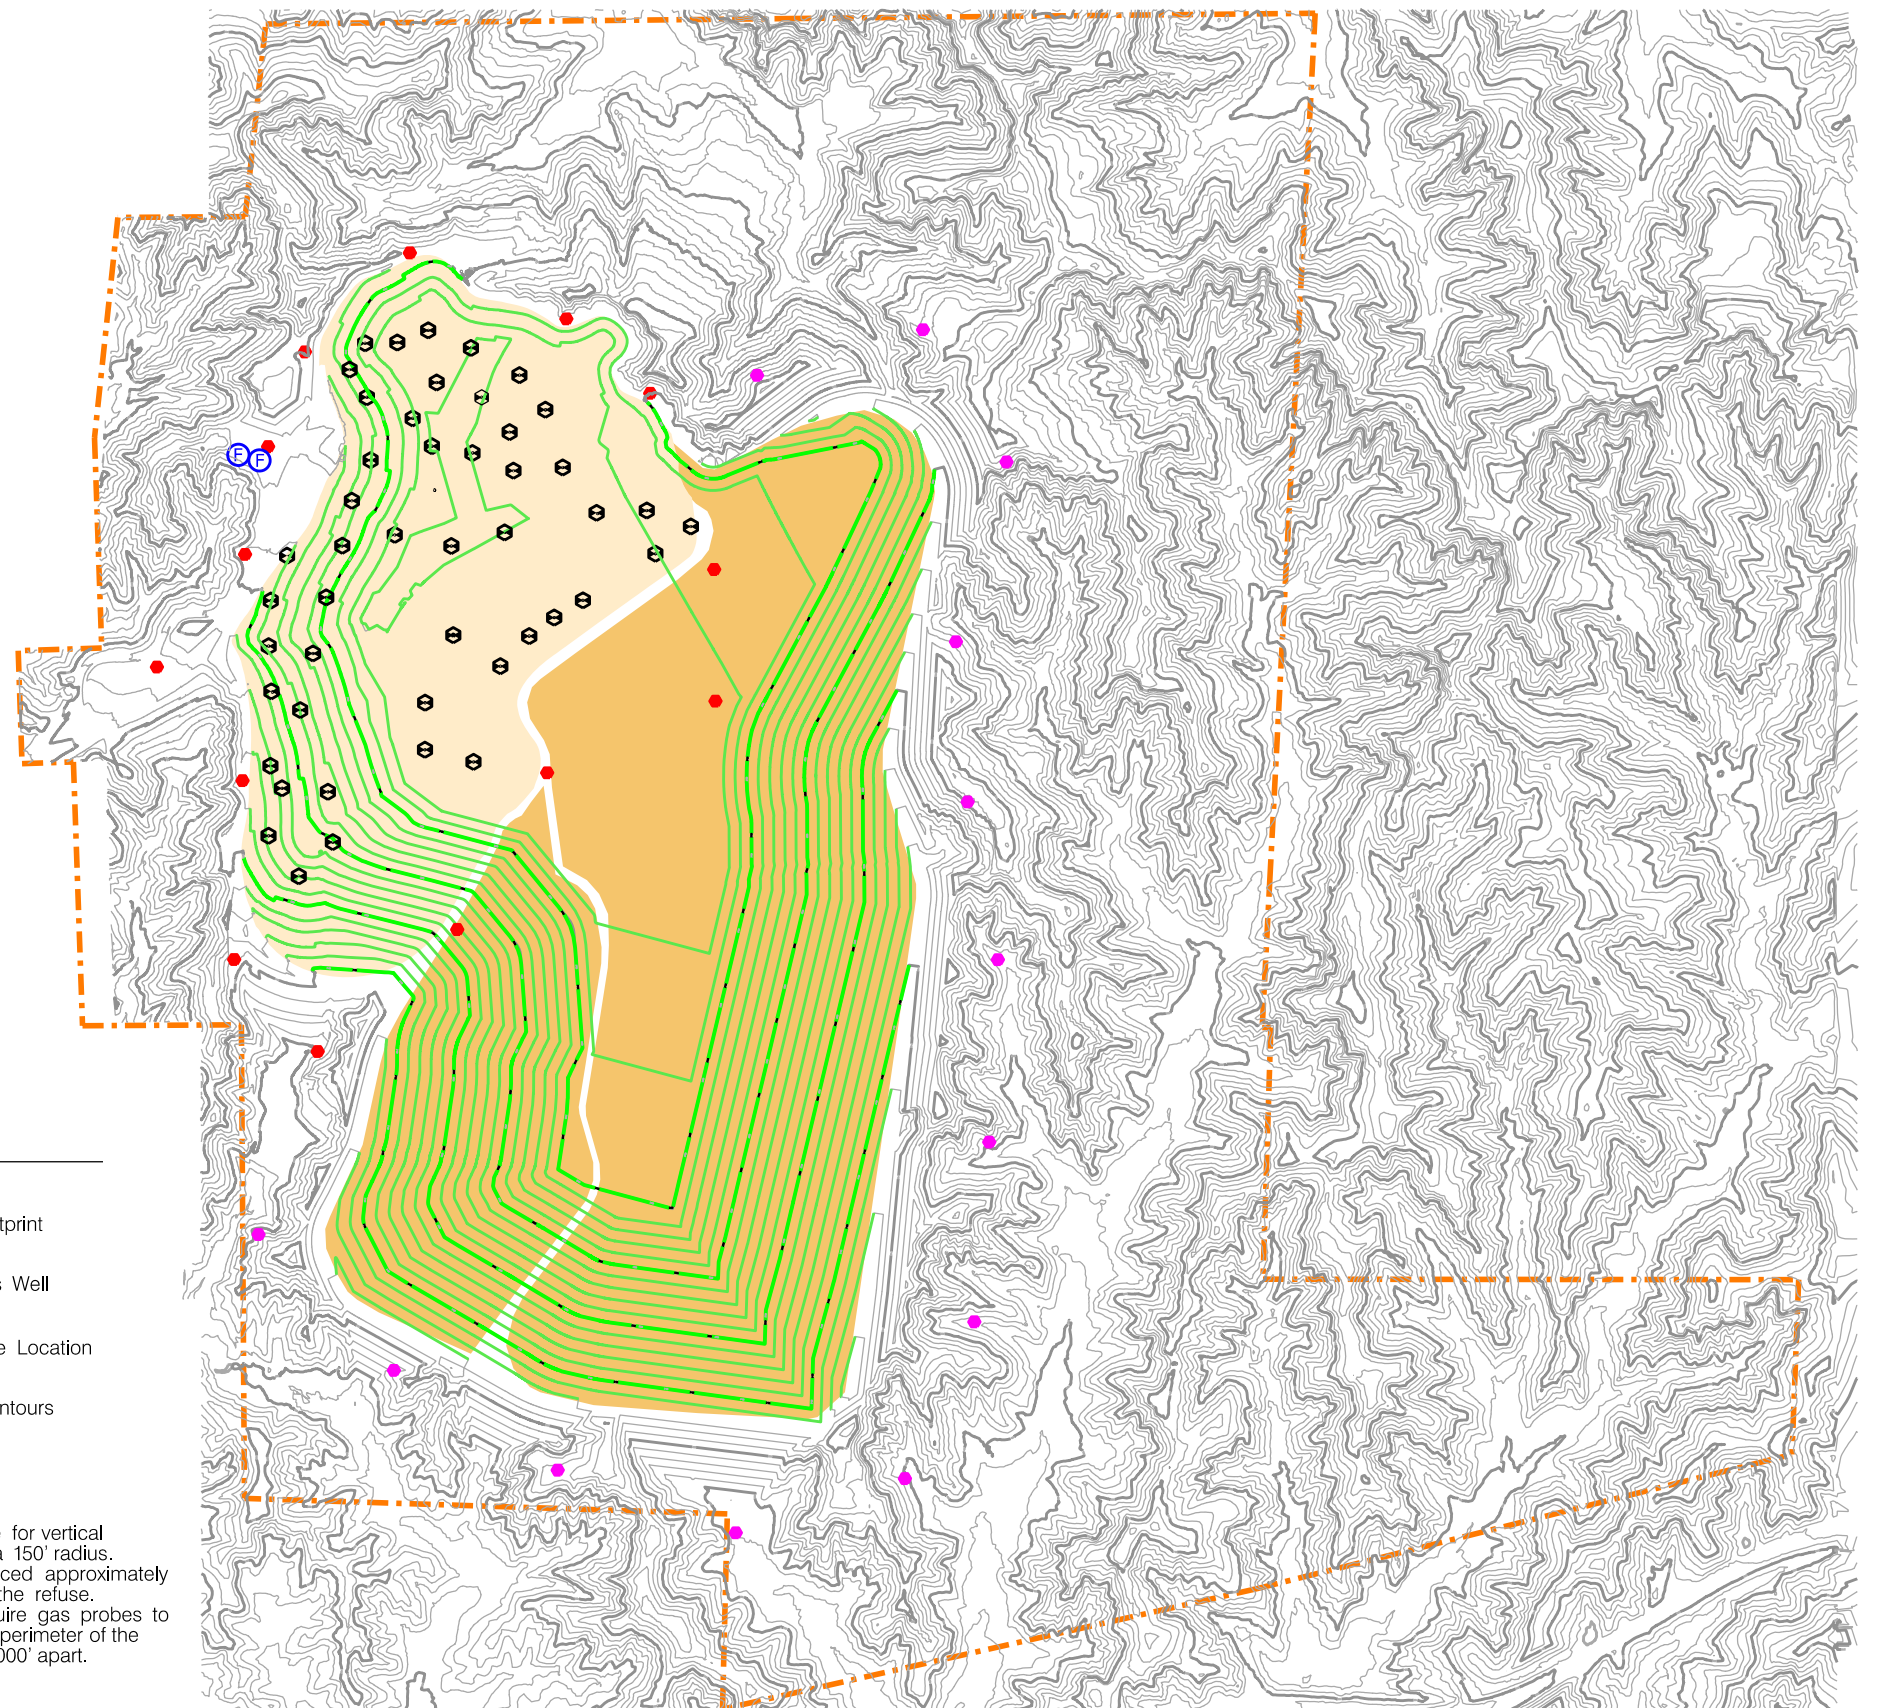 F F
tprint
Well
Location
ntours
for vertical
150' radius.
ced approximately
the refuse.
uire gas probes to
perimeter of the
000' apart.